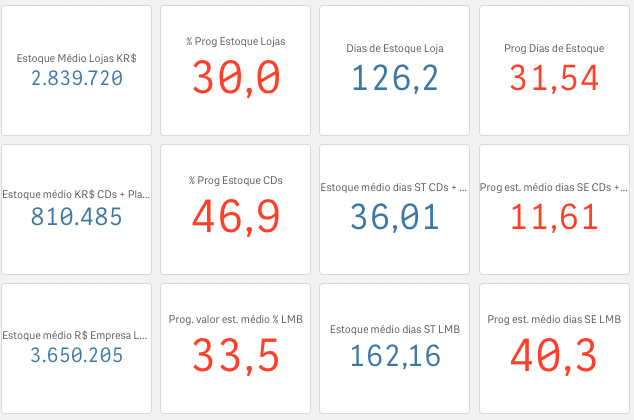 Estoque Médio Lojas KR$
2.839.720
% Prog Estoque Lojas
30,0
Dias de Estoque Loja
126,2
Prog Dias de Estoque
31,54
Estoque médio KR$ CDs + Pla...
810.485
% Prog Estoque CDs
46,9
Estoque médio dias ST CDs + ...
36,01
Prog est. médio dias SE CDs +...
11,61
Estoque médio R$ Empresa L...
3.650.205
Prog. valor est. médio % LMB
33,5
Estoque médio dias ST LMB
162,16
Prog est. médio dias SE LMB
40,3